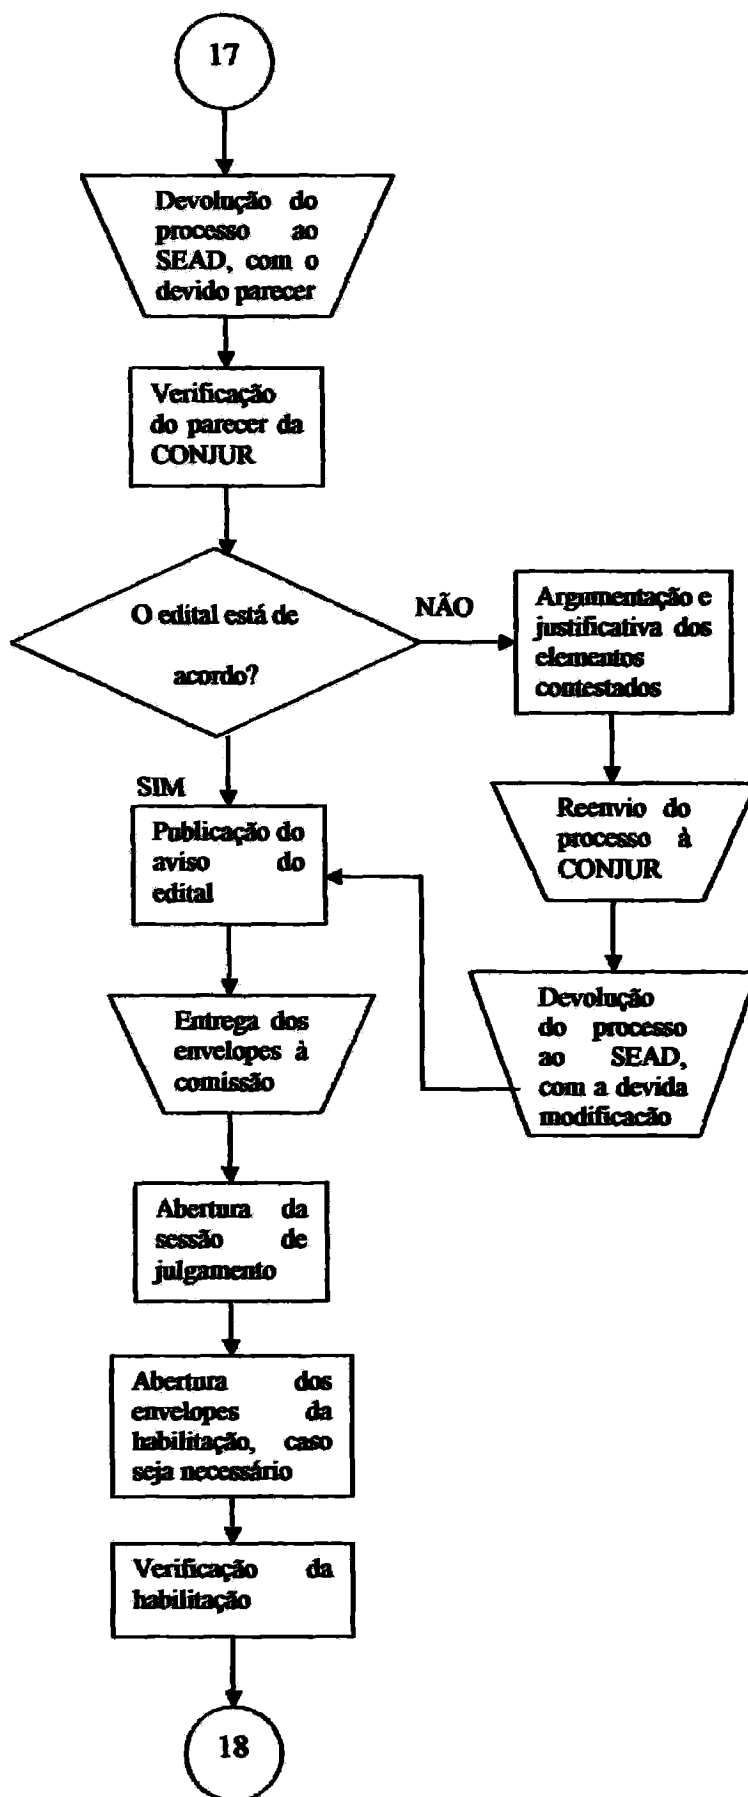 17
Devolução do
processo ao
SEAD, com o
devido parecer
Verificação
do parecer da
CONJUR
O edital está de
acordo?
NÃO
Argumentação e
justificativa dos
elementos
contestados
SIM
Publicação do
aviso do
edital
Reenvio do
processo à
CONJUR
Devolução
do processo
ao SEAD,
com a devida
modificacão
Entrega dos
envelopes à
comissão
Abertura da
sessão de
julgamento
Abertura dos
envelopes da
habilitação, caso
seja necessário
Verificação da
habilitação
18